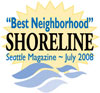 "Best Neighborhood"
SHORELINE
Seattle Magazine ~ July 2008